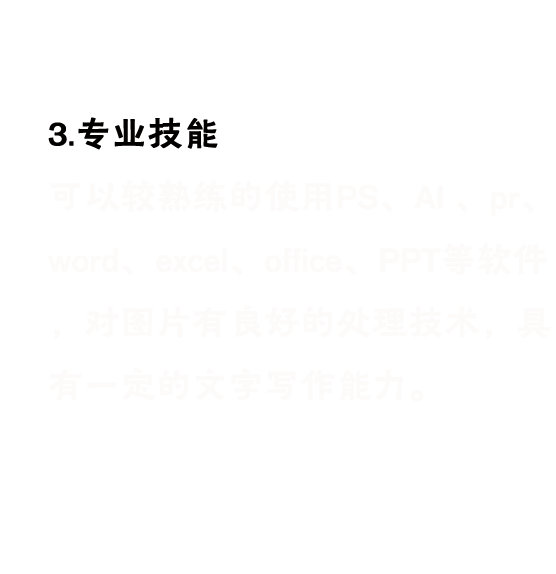 3.专业技能
可以较熟练的使用PS、AI 、pr、
word、excel、office、PPT等软件
，对图片有良好的处理技术，具
有一定的文字写作能力。